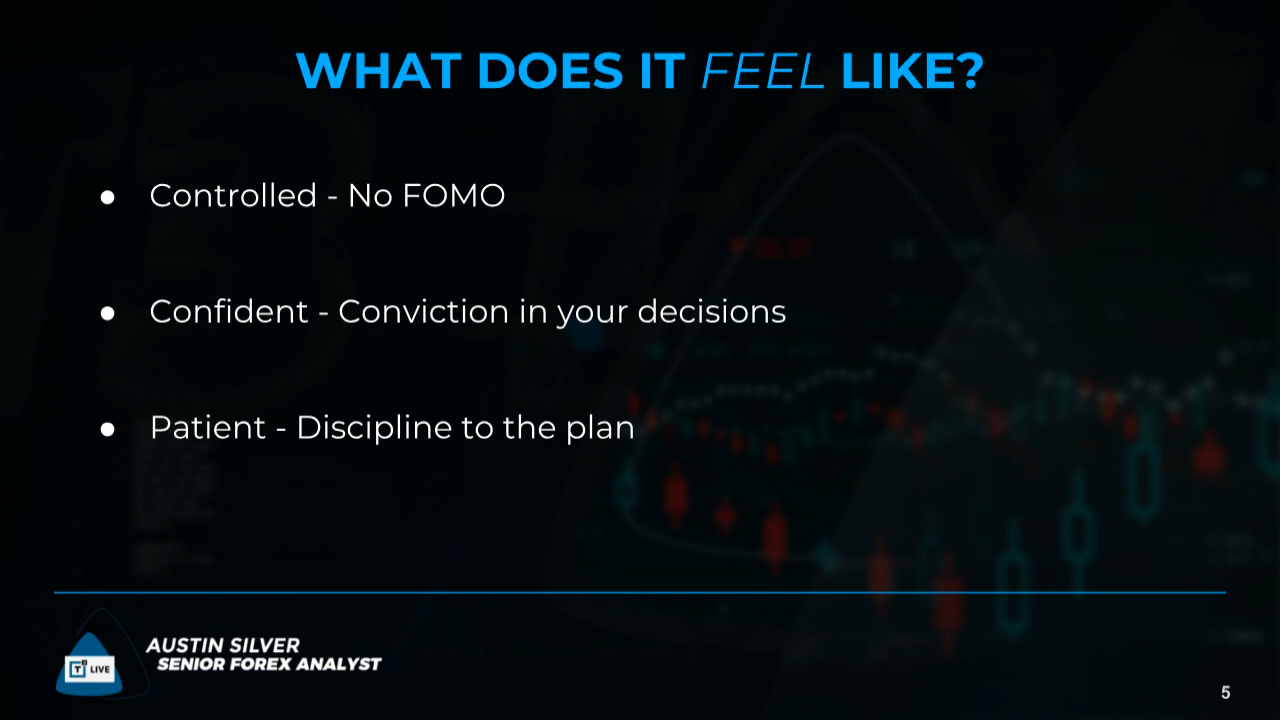 WHAT DOES IT FEEL LIKE?
● Controlled - No FOMO
● Confident - Conviction in your decisions
● Patient - Discipline to the plan
AUSTIN SILVER
SENIOR FOREX ANALYST
LIVE
5